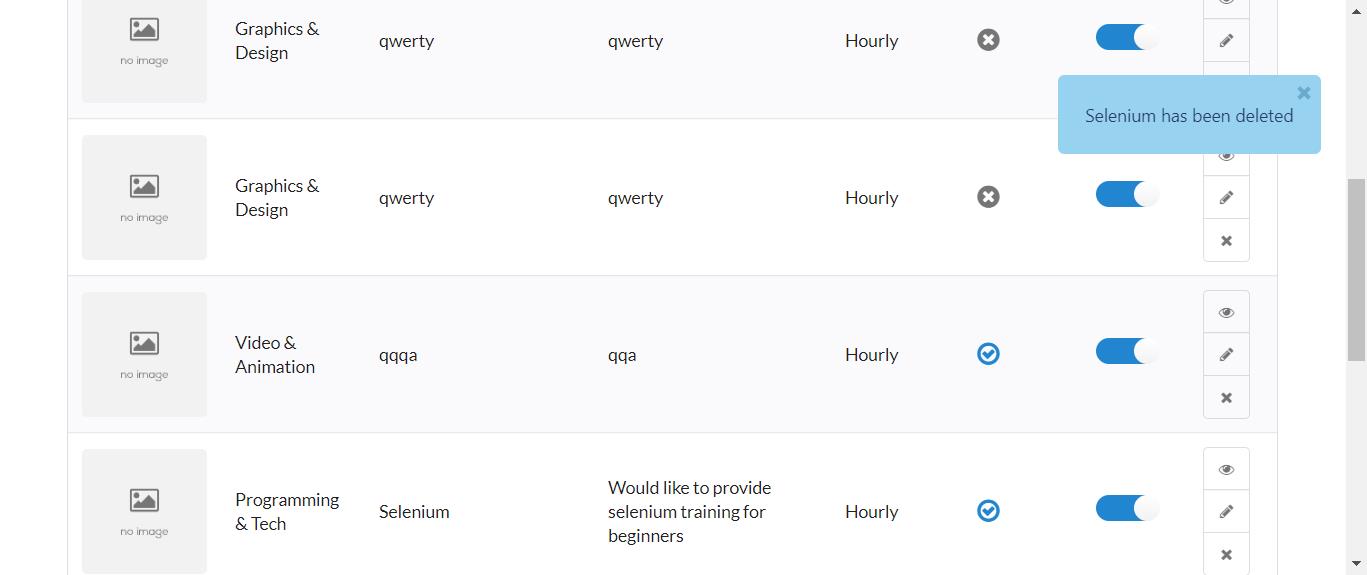 Graphics &
Design
qwerty
qwerty
Hourly
no image
Selenium has been deleted
Graphics &
Design
qwerty
qwerty
Hourly
no image
Video &
Animation
qqqa
qqa
Hourly
no image
Programming
& Tech
Selenium
Would like to provide
selenium training for
beginners
Hourly
no image